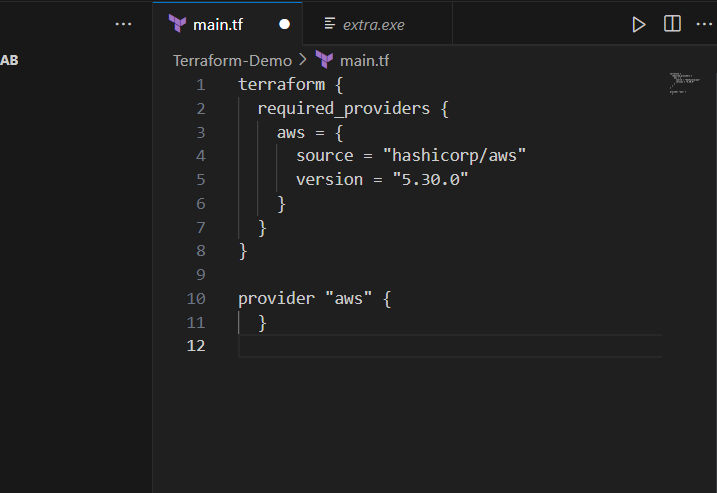 ... main.tf extra.exe ...
AB Terraform-Demo > main.tf
1 terraform {
2 required_providers {
3 aws = {
4 source = "hashicorp/aws"
5 version = "5.30.0"
6 }
7 }
8 }
9
10 provider "aws" {
11 }
12